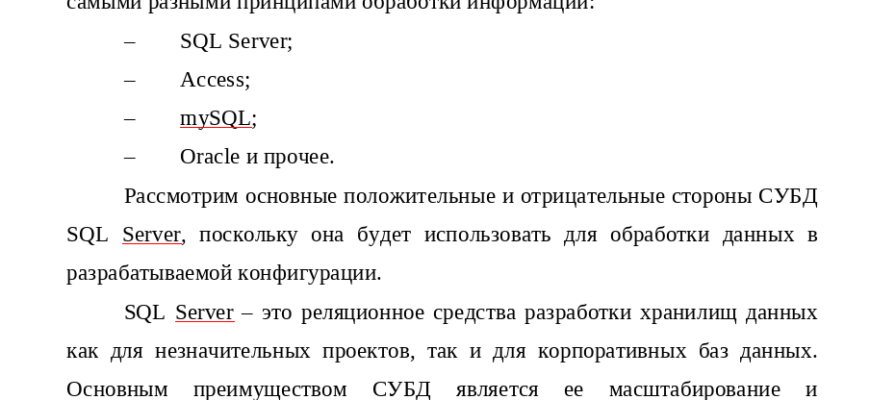 самыми разными принципами обработки информации:
– SQL Server;
– Access;
– mySQL;
– Oracle и прочее.
Рассмотрим основные положительные и отрицательные стороны СУБД
SQL Server, поскольку она будет использовать для обработки данных в
разрабатываемой конфигурации.
SQL Server – это реляционное средства разработки хранилищ данных
как для незначительных проектов, так и для корпоративных баз данных.
Основным преимуществом СУБД является ее масштабирование и